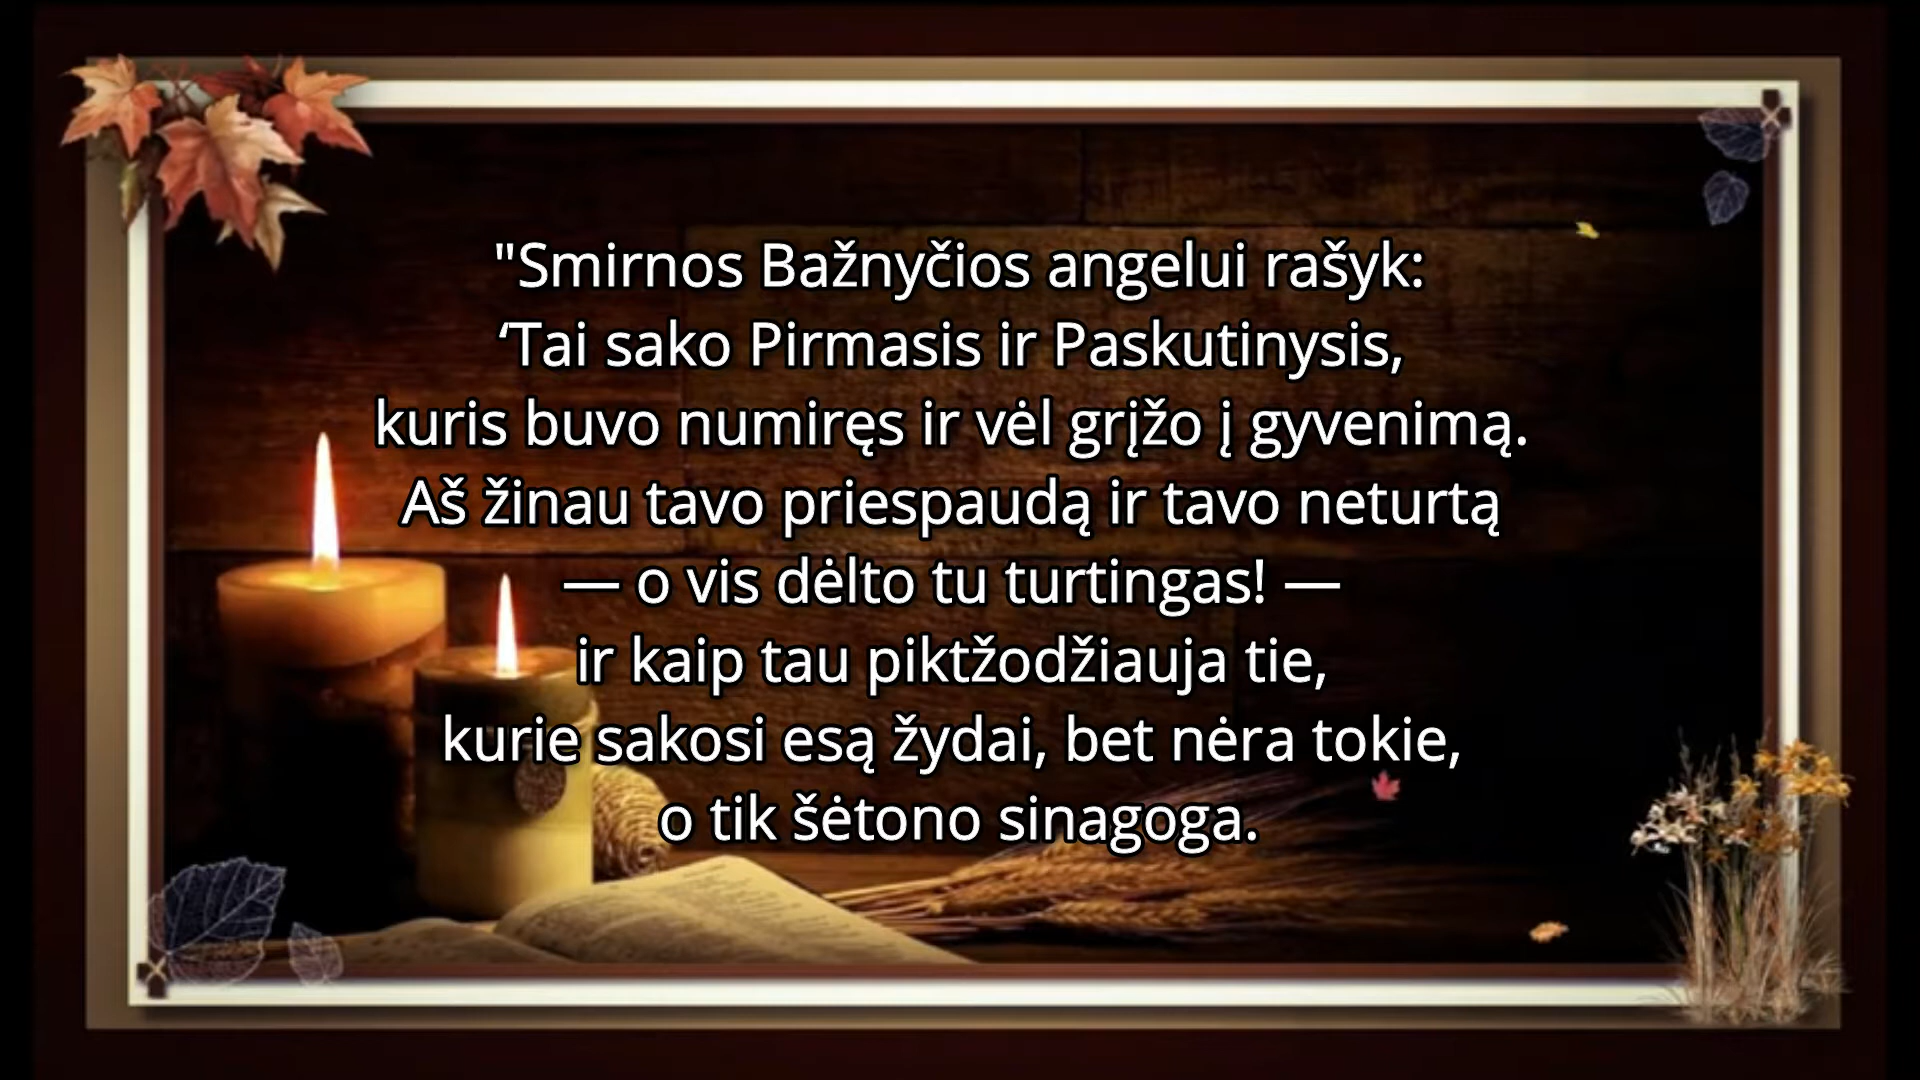 "Smirnos Bažnyčios angelui rašyk:
‘Tai sako Pirmasis ir Paskutinysis,
kuris buvo numiręs ir vėl grįžo į gyvenimą.
Aš žinau tavo priespaudą ir tavo neturtą
— o vis dėlto tu turtingas! —
ir kaip tau piktžodžiauja tie,
kurie sakosi esą žydai, bet nėra tokie,
o tik šėtono sinagoga.